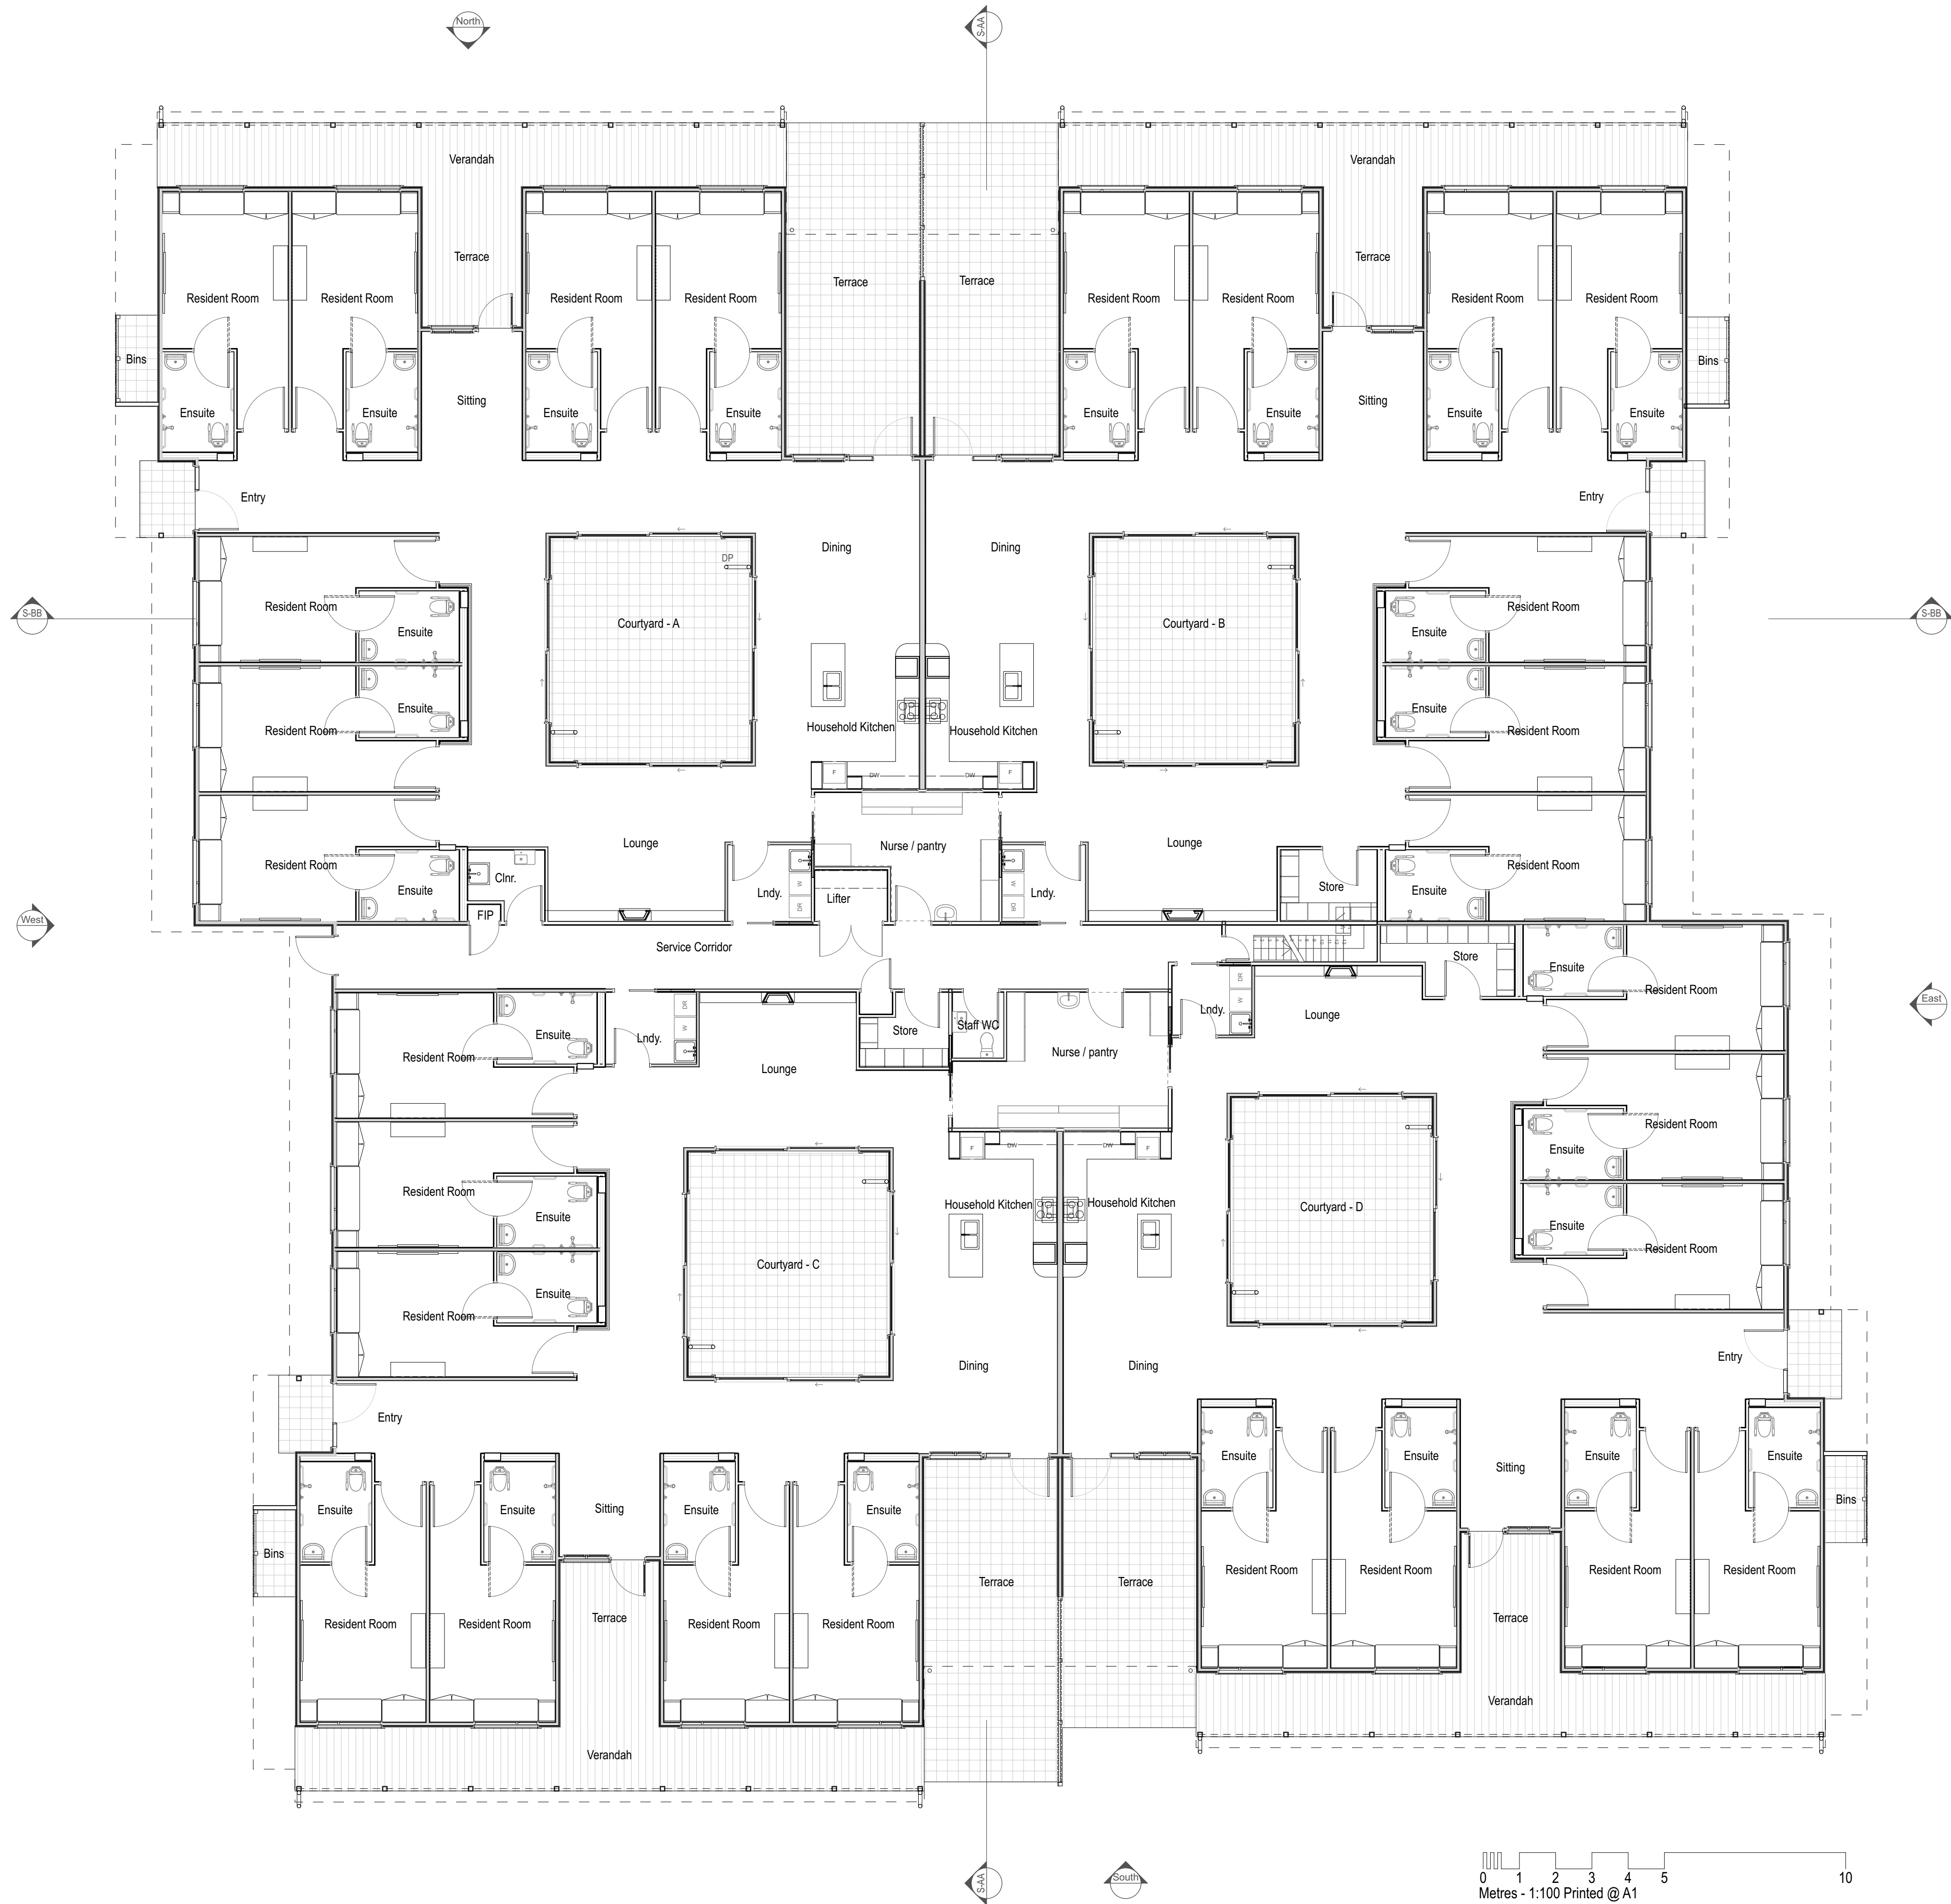 North
S-AA
Verandah
Verandah
Terrace
Terrace
Terrace
Terrace
Resident Room
Resident Room
Resident Room
Resident Room
Resident Room
Resident Room
Resident Room
Resident Room
Bins
Bins
Sitting
Sitting
Ensuite
Ensuite
Ensuite
Ensuite
Ensuite
Ensuite
Ensuite
Ensuite
Entry
Entry
Dining
Dining
DP
Resident Room
Resident Room
S-BB
S-BB
Courtyard - A
Courtyard - B
Ensuite
Ensuite
Ensuite
Ensuite
Household Kitchen
Household Kitchen
Resident Room
Resident Room
F
DW
DW
F
Lounge
Nurse / pantry
Lounge
Resident Room
Resident Room
Clnr.
Ensuite
Ensuite
Store
W
W
Lndy.
Lndy.
Lifter
DR
DR
FIP
West
Service Corridor
Store
Ensuite
DR
Resident Room
East
DR
W
Lndy.
Lounge
W
Store
Staff WC
Ensuite
Lndy.
Nurse / pantry
Resident Room
Lounge
Resident Room
F
DW
DW
F
Ensuite
Resident Room
Household Kitchen
Household Kitchen
Courtyard - D
Ensuite
Ensuite
Resident Room
Courtyard - C
Ensuite
Resident Room
Dining
Dining
Entry
Entry
Ensuite
Ensuite
Sitting
Ensuite
Ensuite
Bins
Ensuite
Ensuite
Sitting
Ensuite
Ensuite
Bins
Resident Room
Resident Room
Resident Room
Resident Room
Terrace
Terrace
Terrace
Terrace
Resident Room
Resident Room
Resident Room
Resident Room
Verandah
Verandah
S-AA
South
0 1 2 3 4 5 10
Metres - 1:100 Printed @ A1